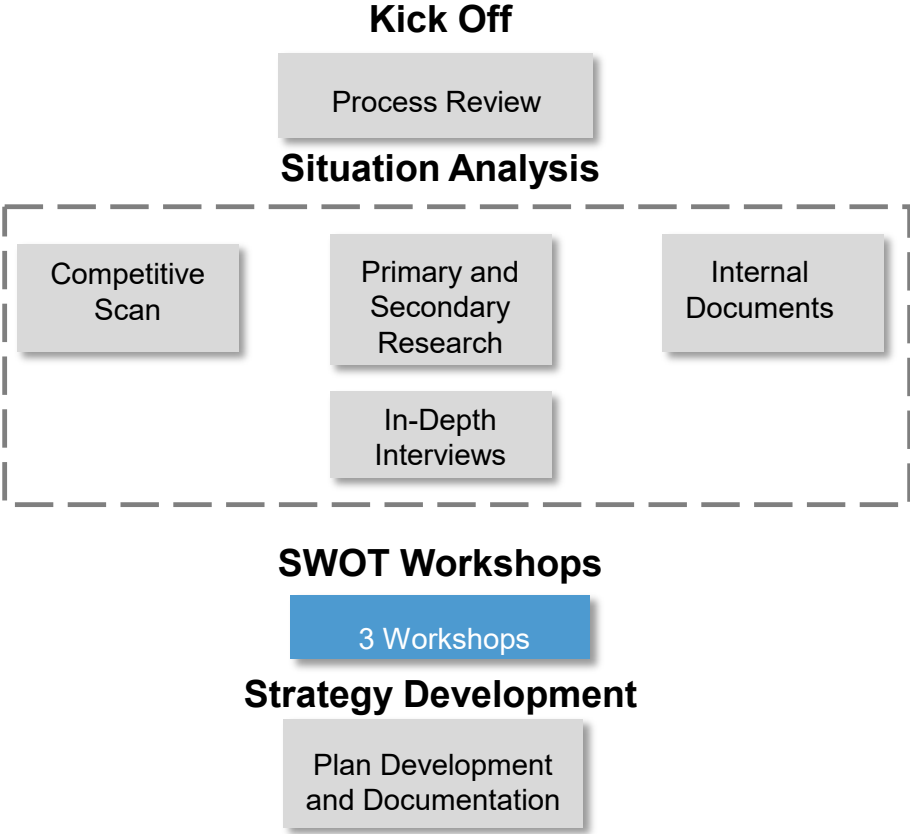 Kick Off
Process Review
Situation Analysis
Competitive
Scan
Primary and
Secondary
Research
Internal
Documents
In-Depth
Interviews
SWOT Workshops
3 Workshops
Strategy Development
Plan Development
and Documentation